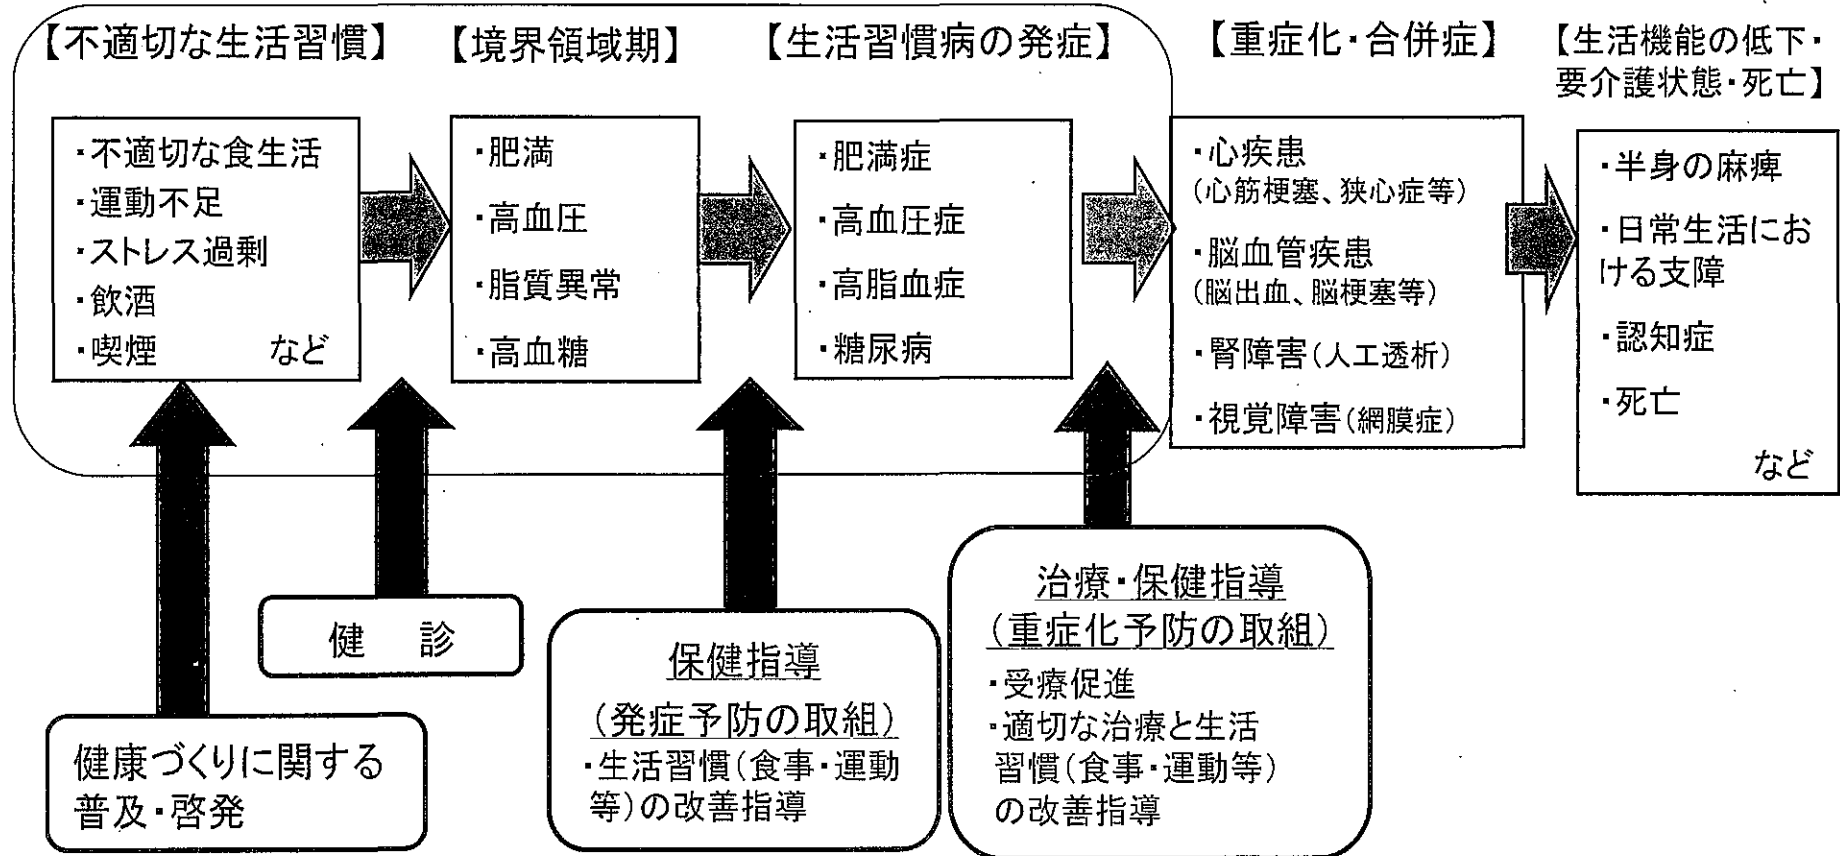 【不適切な生活習慣】
・不適切な食生活
・運動不足
・ストレス過剰
・飲酒
・喫煙 など
【境界領域期】
・肥満
・高血圧
・脂質異常
・高血糖
【生活習慣病の発症】
・肥満症
・高血圧症
・高脂血症
・糖尿病
【重症化・合併症】
・心疾患
(心筋梗塞、狭心症等)
・脳血管疾患
(脳出血、脳梗塞等)
・腎障害(人工透析)
・視覚障害(網膜症)
【生活機能の低下・
要介護状態・死亡】
・半身の麻痺
・日常生活にお
ける支障
・認知症
・死亡
など
健康づくりに関する
普及・啓発
健 診
保健指導
(発症予防の取組)
・生活習慣(食事・運動
等)の改善指導
治療・保健指導
(重症化予防の取組)
・受療促進
・適切な治療と生活
習慣(食事・運動等)
の改善指導